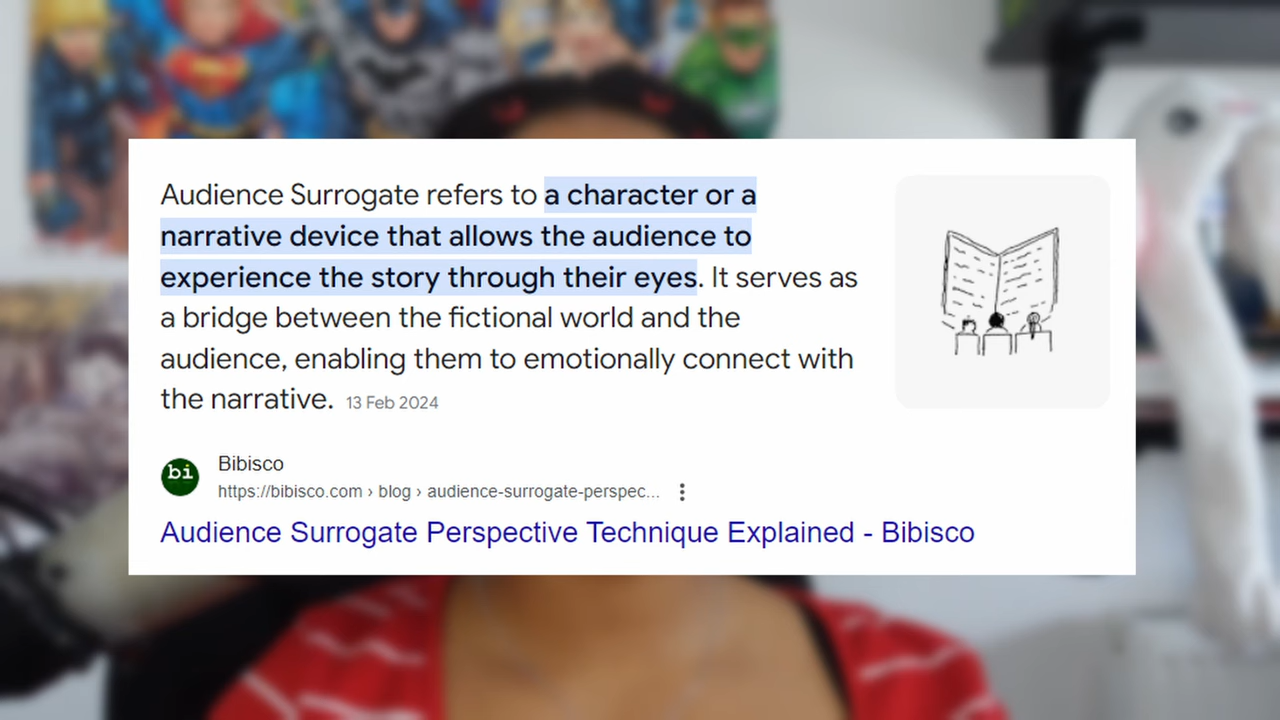 Audience Surrogate refers to a character or a
narrative device that allows the audience to
experience the story through their eyes. It serves as
a bridge between the fictional world and the
audience, enabling them to emotionally connect with
the narrative. 13 Feb 2024
bi
Bibisco
https://bibisco.com › blog › audience-surrogate-perspec...
Audience Surrogate Perspective Technique Explained - Bibisco